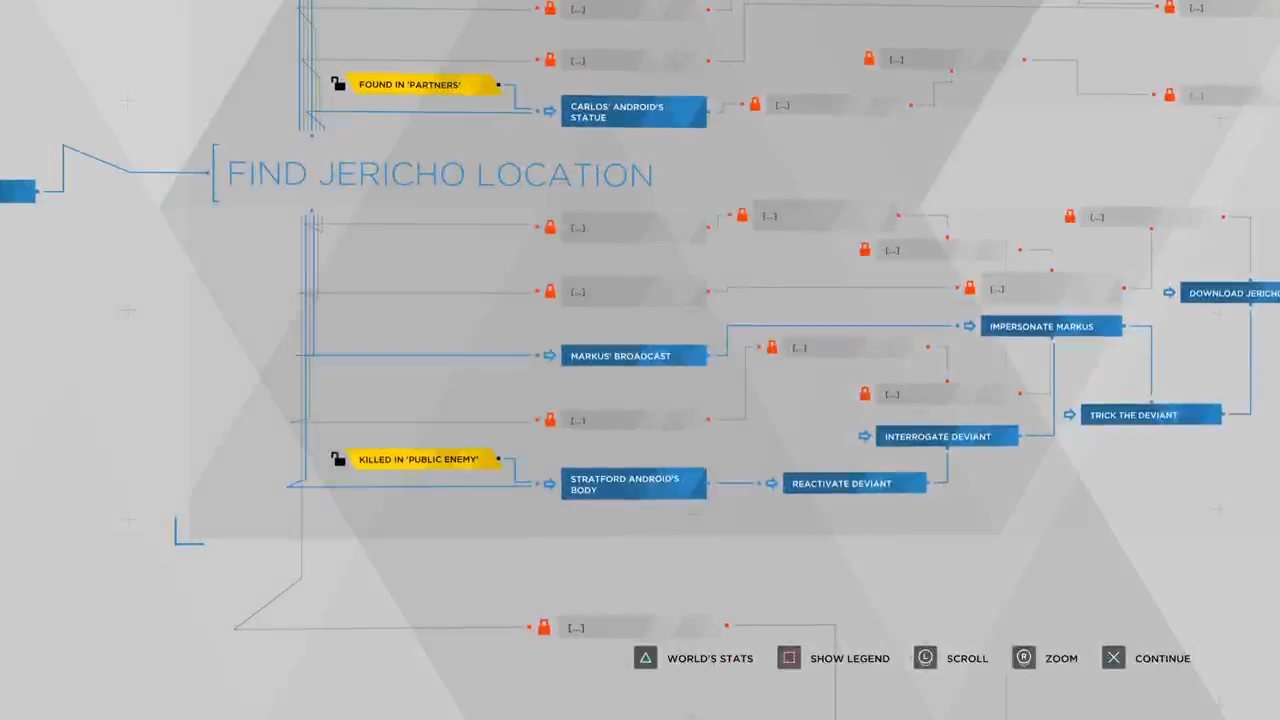 [...]
[...]
[...]
[...]
[...]
FOUND IN 'PARTNERS'
[...]
CARLOS' ANDROID'S
STATUE
[...]
FIND JERICHO LOCATION
[...]
[...]
[...]
[...]
[...]
[...]
DOWNLOAD JERICHO
IMPERSONATE MARKUS
MARKUS' BROADCAST
[...]
[...]
TRICK THE DEVIANT
[...]
INTERROGATE DEVIANT
KILLED IN 'PUBLIC ENEMY'
STRATFORD ANDROID'S
BODY
REACTIVATE DEVIANT
[...]
WORLD'S STATS
SHOW LEGEND
L
SCROLL
R
ZOOM
CONTINUE